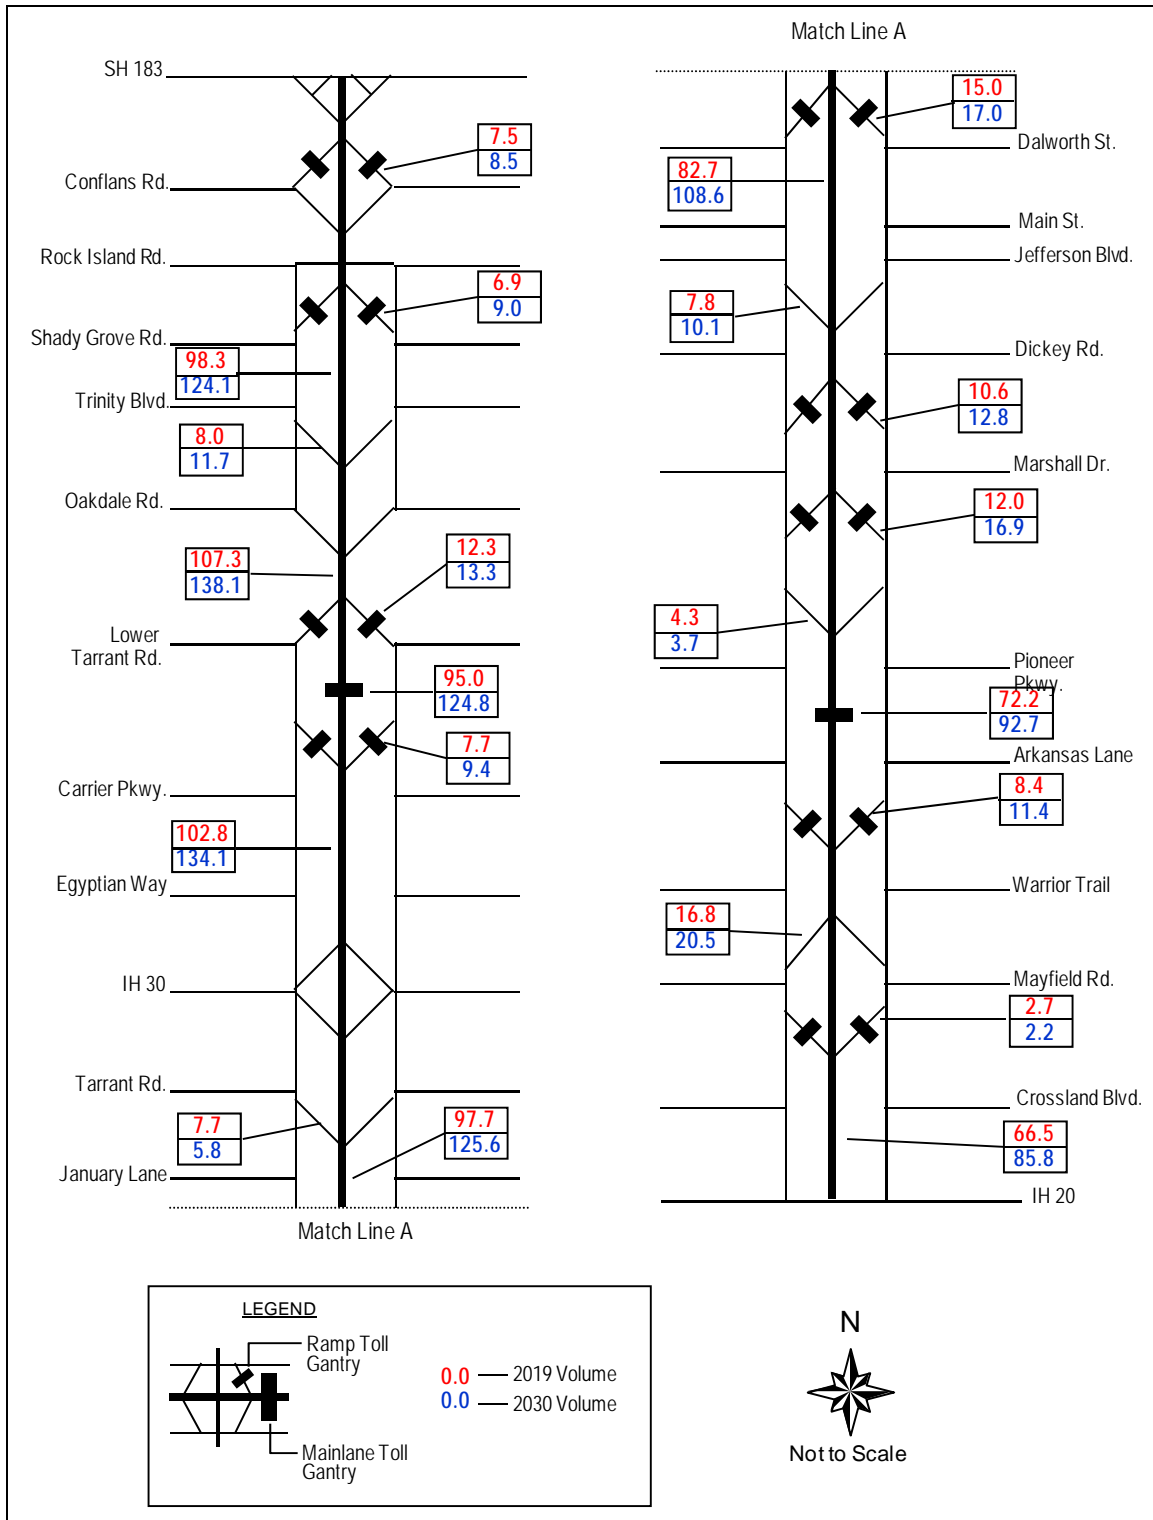 SH 183
7.5
8.5
Conflans Rd.
Rock Island Rd.
6.9
9.0
Shady Grove Rd.
98.3
124.1
Trinity Blvd.
8.0
11.7
Oakdale Rd.
107.3
138.1
12.3
13.3
Lower
Tarrant Rd.
95.0
124.8
7.7
9.4
Carrier Pkwy.
102.8
134.1
Egyptian Way
IH 30
Tarrant Rd.
7.7
5.8
97.7
125.6
January Lane
Match Line A
Match Line A
15.0
17.0
Dalworth St.
82.7
108.6
Main St.
Jefferson Blvd.
7.8
10.1
Dickey Rd.
10.6
12.8
Marshall Dr.
12.0
16.9
4.3
3.7
Pioneer
Pkwy.
72.2
92.7
Arkansas Lane
8.4
11.4
Warrior Trail
16.8
20.5
Mayfield Rd.
2.7
2.2
Crossland Blvd.
66.5
85.8
IH 20
LEGEND
Ramp Toll
Gantry
Mainlane Toll
Gantry
0.0 2019 Volume
0.0 2030 Volume
N
Not to Scale